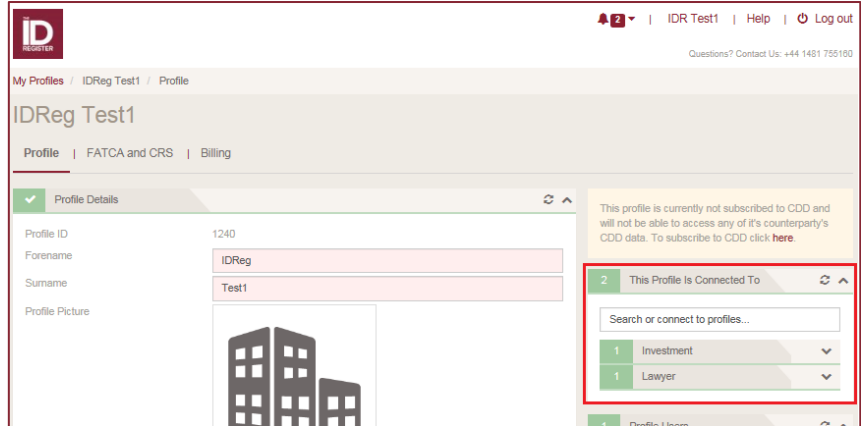 THE
ID
REGISTER
2 | IDR Test1 | Help | Log out
Questions? Contact Us: +44 1481 755160
My Profiles / IDReg Test1 / Profile
IDReg Test1
Profile | FATCA and CRS | Billing
Profile Details
Profile ID 1240
Forename IDReg
Surname Test1
Profile Picture
This profile is currently not subscribed to CDD and
will not be able to access any of it's counterparty's
CDD data. To subscribe to CDD click here.
2 This Profile Is Connected To
Search or connect to profiles...
1 Investment
1 Lawyer
Profile Users